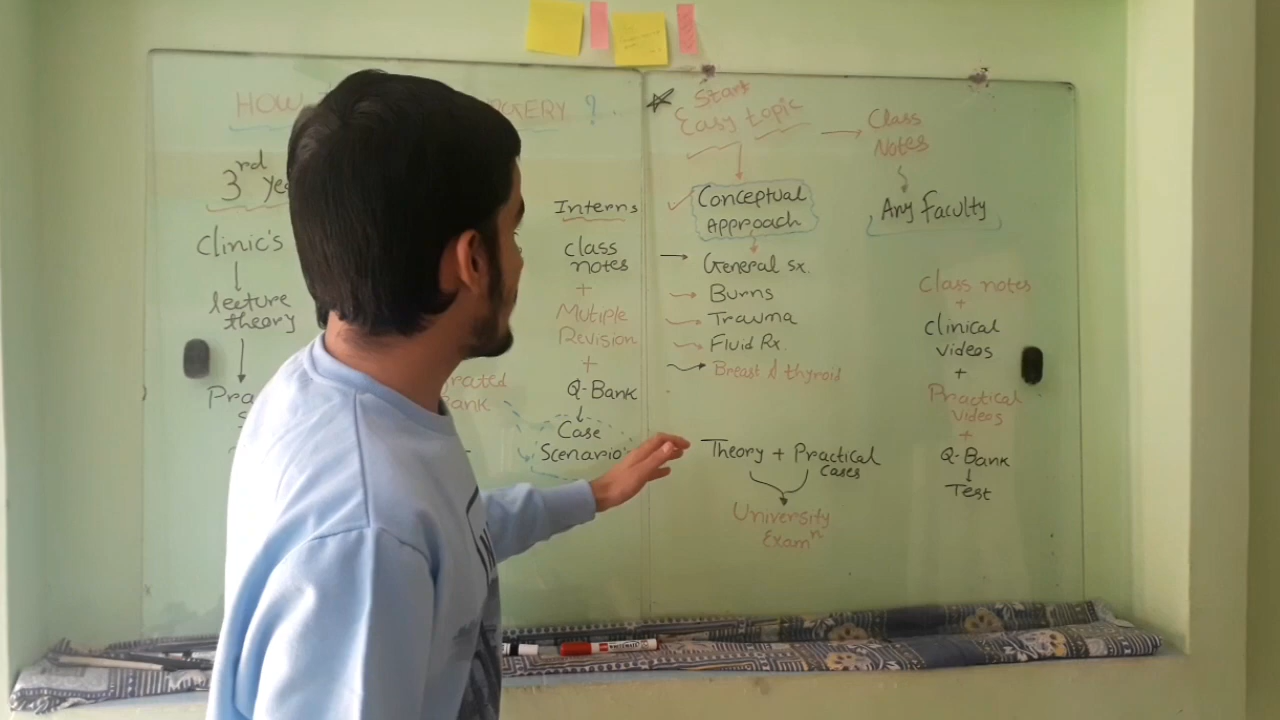 HOW
?
3rd
Clinic's
lecture
theory
Interns
class
notes
+
Mutiple
Revision
+
Q-Bank
Case
Scenario
Start
Easy topic
Class
Notes
Conceptual
Approach
Any Faculty
General sx.
Burns
Trauma
Fluid Rx.
Breast & thyroid
Theory + Practical
Cases
University
Examn
Class notes
+
Clinical
videos
+
Practical
videos
+
Q-Bank
Test